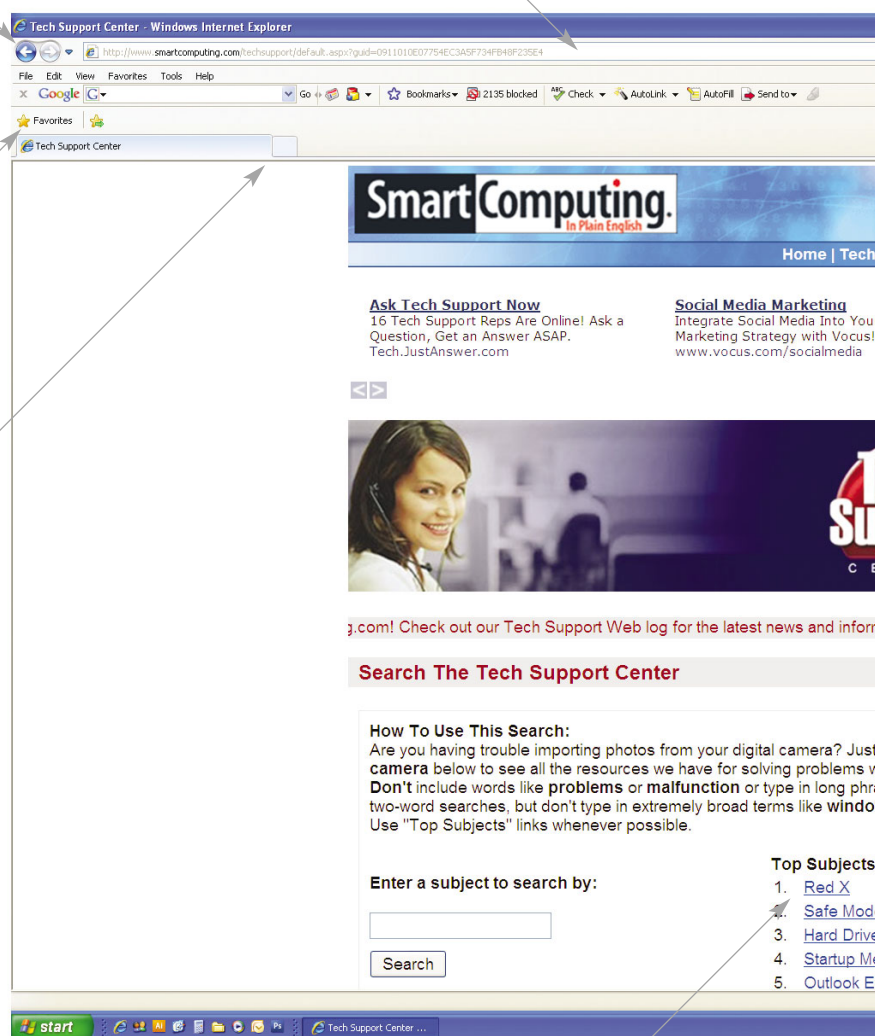 Tech Support Center - Windows Internet Explorer
http://www.smartcomputing.com/techsupport/default.aspx?guid=0911010E07754EC3A5F734FB48F235E4
File Edit View Favorites Tools Help
x Google G Go Bookmarks 2135 blocked ABC Check AutoLink AutoFill Send to
Favorites
Tech Support Center
Smart Computing.
In Plain English
Home | Tech
Ask Tech Support Now
16 Tech Support Reps Are Online! Ask a
Question, Get an Answer ASAP.
Tech.JustAnswer.com
Social Media Marketing
Integrate Social Media Into You
Marketing Strategy with Vocus!
www.vocus.com/socialmedia
< >
Su
C E
g.com! Check out our Tech Support Web log for the latest news and infor
Search The Tech Support Center
How To Use This Search:
Are you having trouble importing photos from your digital camera? Just
camera below to see all the resources we have for solving problems w
Don't include words like problems or malfunction or type in long phra
two-word searches, but don't type in extremely broad terms like windo
Use "Top Subjects" links whenever possible.
Enter a subject to search by:
Search
Top Subjects
1. Red X
2. Safe Mod
3. Hard Drive
4. Startup Me
5. Outlook E
start Tech Support Center ...